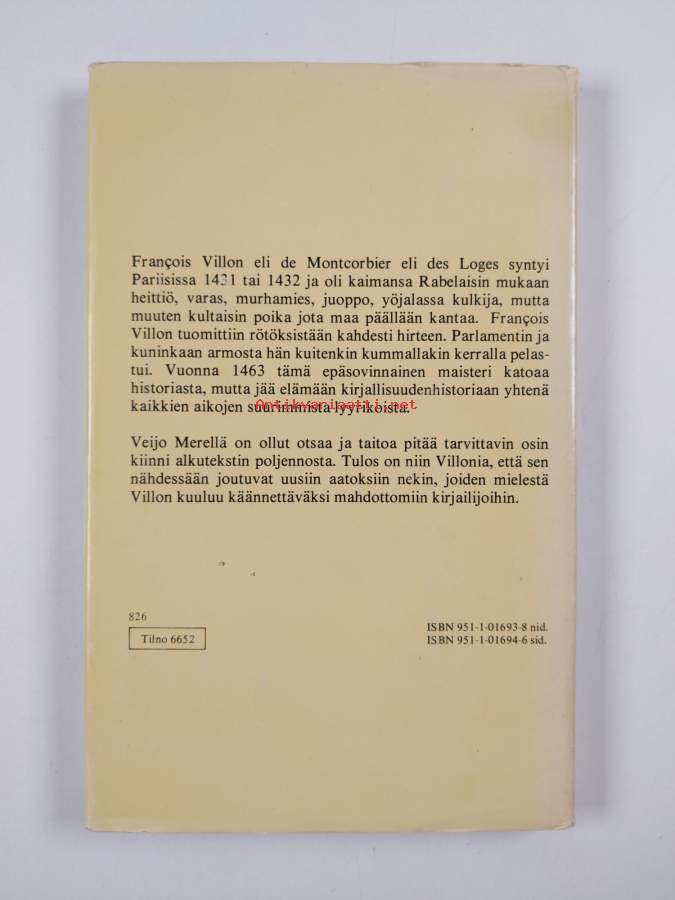 François Villon eli de Montcorbier eli des Loges syntyi
Pariisissa 1431 tai 1432 ja oli kaimansa Rabelaisin mukaan
heittiö, varas, murhamies, juoppo, yöjalassa kulkija, mutta
muuten kultaisin poika jota maa päällään kantaa. François
Villon tuomittiin rötöksistään kahdesti hirteen. Parlamentin ja
kuninkaan armosta hän kuitenkin kummallakin kerralla pelas-
tui. Vuonna 1463 tämä epäsovinnainen maisteri katoaa
historiasta, mutta jää elämään kirjallisuudenhistoriaan yhtenä
kaikkien aikojen suurimmista lyyrikoista.
Antikvariaatti.net
Veijo Merellä on ollut otsaa ja taitoa pitää tarvittavin osin
kiinni alkutekstin poljennosta. Tulos on niin Villonia, että sen
nähdessään joutuvat uusiin aatoksiin nekin, joiden mielestä
Villon kuuluu käännettäväksi mahdottomiin kirjailijoihin.
826
Tilno 6652
ISBN 951-1-01693-8 nid.
ISBN 951-1-01694-6 sid.